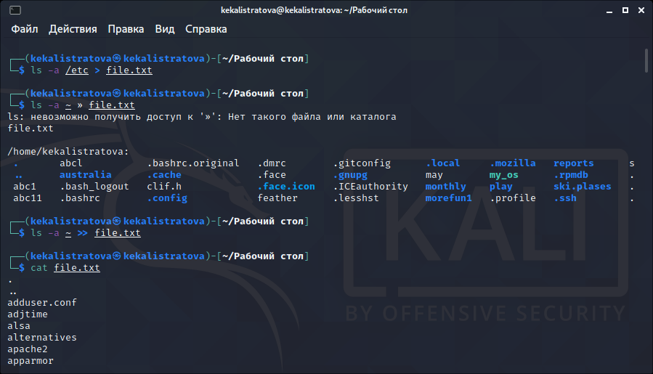 kekalistratova@kekalistratova: ~/Рабочий стол
Файл Действия Правка Вид Справка
(kekalistratova㉿kekalistratova)-[~/Рабочий стол]
$ ls -a /etc > file.txt
(kekalistratova㉿kekalistratova)-[~/Рабочий стол]
$ ls -a ~ » file.txt
ls: невозможно получить доступ к '»': Нет такого файла или каталога
file.txt
/home/kekalistratova:
. abcl .bashrc.original .dmrc .gitconfig .local .mozilla reports s
.. australia .cache .face .gnupg may my_os .rpmdb .
abc1 .bash_logout clif.h .face.icon .ICEauthority monthly play ski.plases .
abc11 .bashrc .config feather .lesshst morefun1 .profile .ssh .
(kekalistratova㉿kekalistratova)-[~/Рабочий стол]
$ ls -a ~ >> file.txt
(kekalistratova㉿kekalistratova)-[~/Рабочий стол]
$ cat file.txt
.
..
adduser.conf
adjtime
alsa
alternatives
apache2
apparmor
KALI
BY OFFENSIVE SECURITY